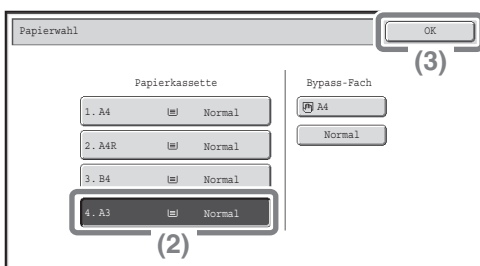 Papierwahl
OK
(3)
Papierkassette
Bypass-Fach
1. A4 Normal
A4
2. A4R Normal
Normal
3. B4 Normal
4. A3 Normal
(2)